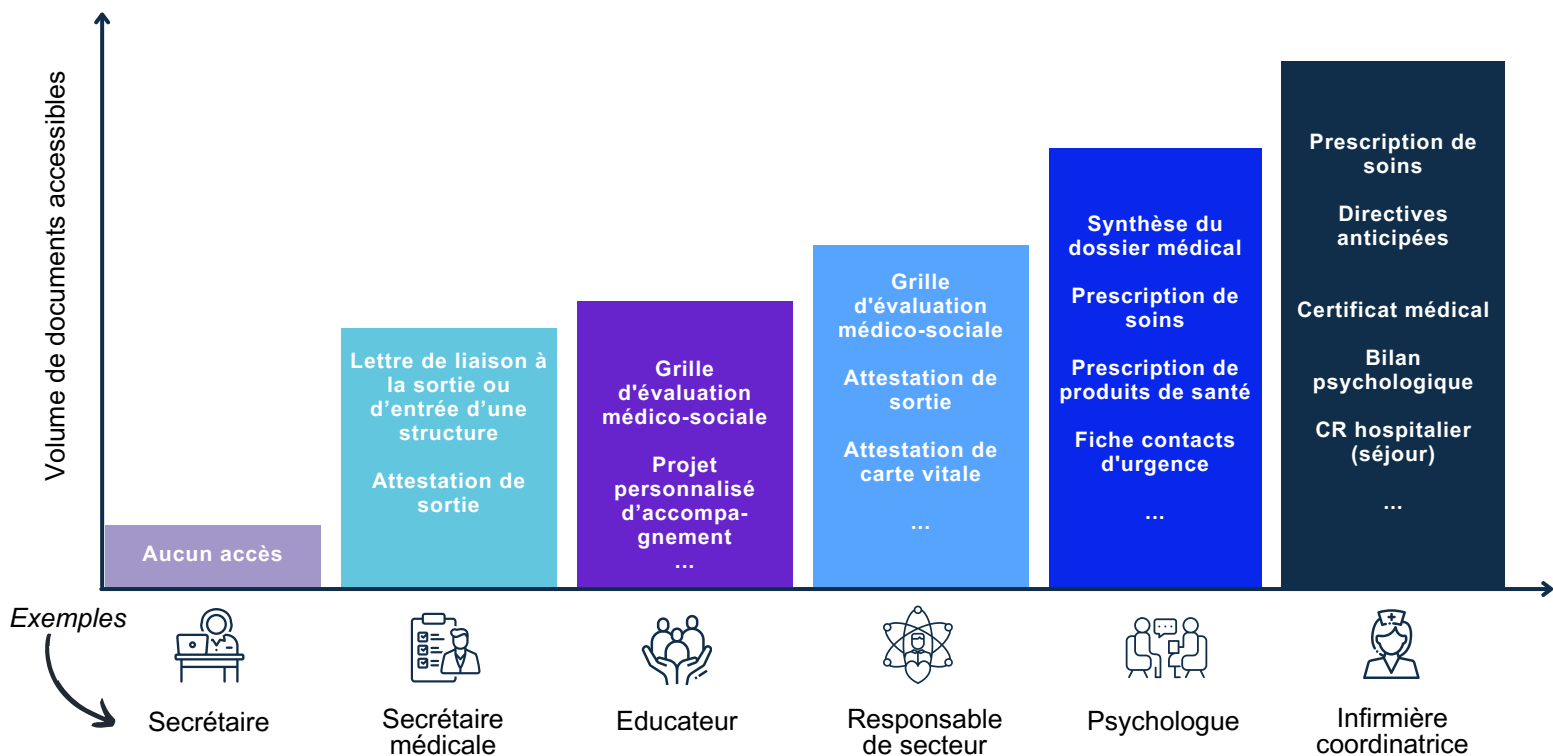 Volume de documents accessibles
Aucun accès
Lettre de liaison à
la sortie ou
d’entrée d’une
structure
Attestation de
sortie
Grille
d'évaluation
médico-sociale
Projet
personnalisé
d’accompa-
gnement
...
Grille
d'évaluation
médico-sociale
Attestation de
sortie
Attestation de
carte vitale
...
Synthèse du
dossier médical
Prescription de
soins
Prescription de
produits de santé
Fiche contacts
d'urgence
...
Prescription de
soins
Directives
anticipées
Certificat médical
Bilan
psychologique
CR hospitalier
(séjour)
...
Exemples
Secrétaire
Secrétaire
médicale
Educateur
Responsable
de secteur
Psychologue
Infirmière
coordinatrice